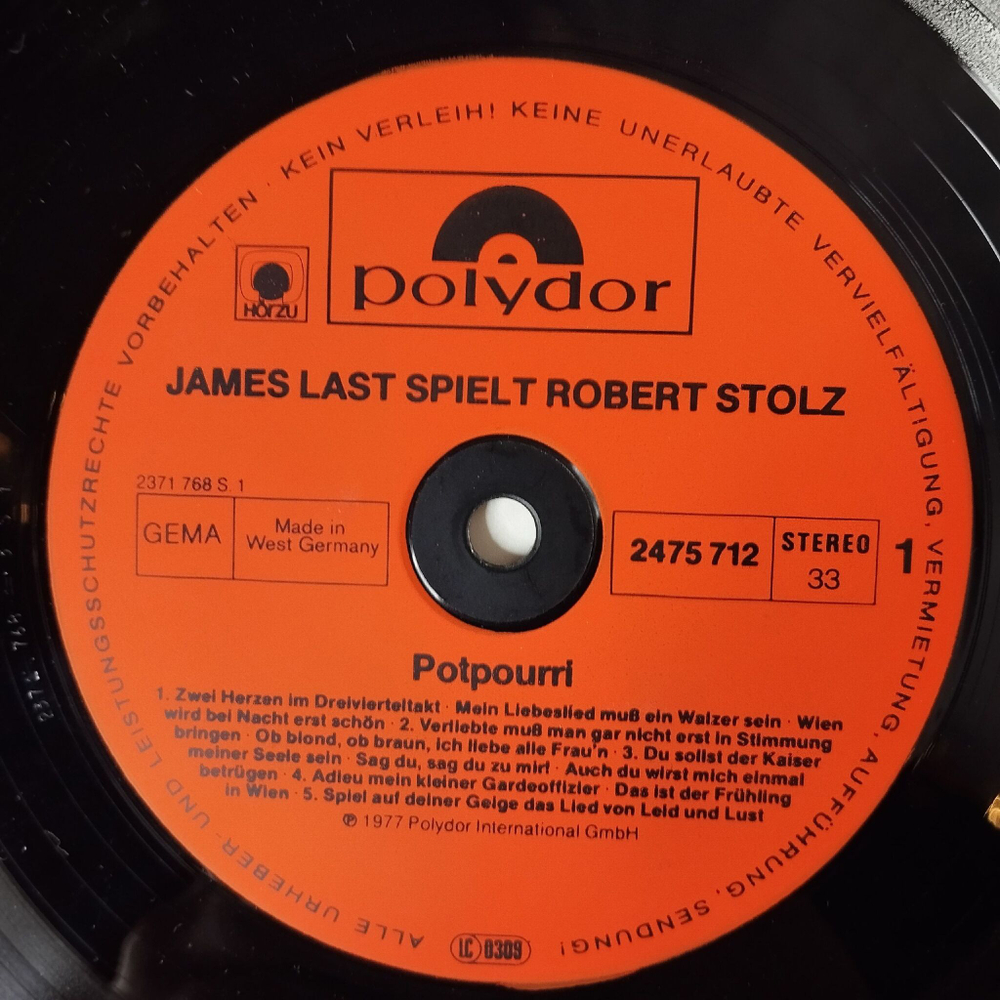 ALLE URHEBER- UND LEISTUNGSSCHUTZRECHTE VORBEHALTEN · KEIN VERLEIH! KEINE UNERLAUBTE VERVIELFÄLTIGUNG, VERMIETUNG, AUFFÜHRUNG, SENDUNG!
polydor
HÖRZU
JAMES LAST SPIELT ROBERT STOLZ
2371 768 S 1
GEMA
Made in
West Germany
2475 712
STEREO
33
1
Potpourri
1. Zwei Herzen im Dreivierteltakt · Mein Liebeslied muß ein Walzer sein · Wien
wird bei Nacht erst schön · 2. Verliebte muß man gar nicht erst in Stimmung
bringen · Ob blond, ob braun, ich liebe alle Frau'n · 3. Du sollst der Kaiser
meiner Seele sein · Sag du, sag du zu mir! · Auch du wirst mich einmal
betrügen · 4. Adieu mein kleiner Gardeoffizier · Das ist der Frühling
in Wien · 5. Spiel auf deiner Geige das Lied von Leid und Lust
℗ 1977 Polydor International GmbH
LC 0309